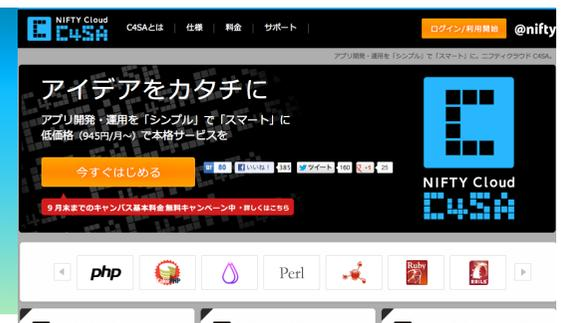 NIFTY Cloud
C4SA
C4SAとは
仕様
料金
サポート
ログイン/利用開始
@nifty
アプリ開発・運用を「シンプル」で「スマート」に。ニフティクラウド C4SA。
アイデアをカタチに
アプリ開発・運用を「シンプル」で「スマート」に
低価格（945円/月～）で本格サービスを
今すぐはじめる
B! 80
いいね！ 385
ツイート 160
+1 25
9月末までのキャンバス基本料金無料キャンペーン中・詳しくはこちら
NIFTY Cloud
C4SA
php
Perl
Ruby
RAILS